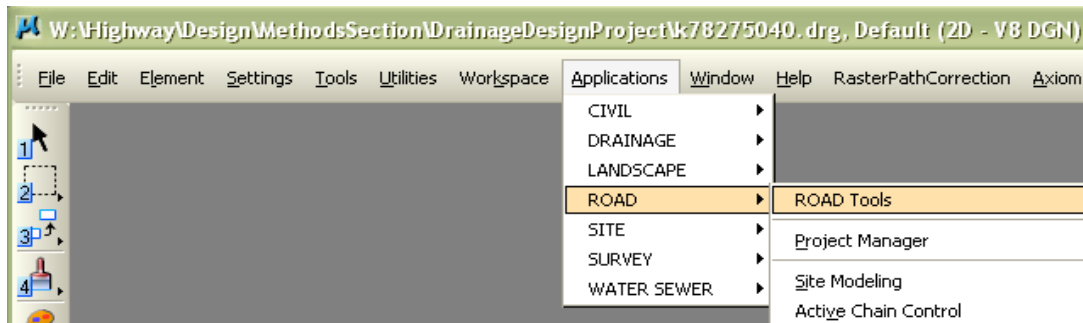 W:\Highway\Design\MethodsSection\DrainageDesignProject\k78275040.drg, Default (2D - V8 DGN)
File Edit Element Settings Tools Utilities Workspace Applications Window Help RasterPathCorrection Axiom
CIVIL
1
DRAINAGE
LANDSCAPE
2
ROAD ROAD Tools
SITE
3
Project Manager
SURVEY
4
WATER SEWER Site Modeling
Active Chain Control